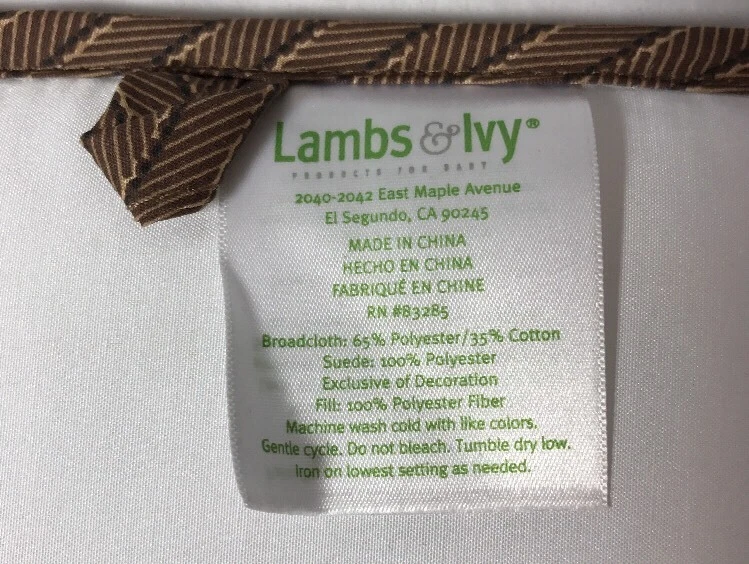 Lambs & Ivy®
PRODUCTS FOR BABY
2040-2042 East Maple Avenue
El Segundo, CA 90245
MADE IN CHINA
HECHO EN CHINA
FABRIQUÉ EN CHINE
RN #83285
Broadcloth: 65% Polyester/35% Cotton
Suede: 100% Polyester
Exclusive of Decoration
Fill: 100% Polyester Fiber
Machine wash cold with like colors.
Gentle cycle. Do not bleach. Tumble dry low.
Iron on lowest setting as needed.